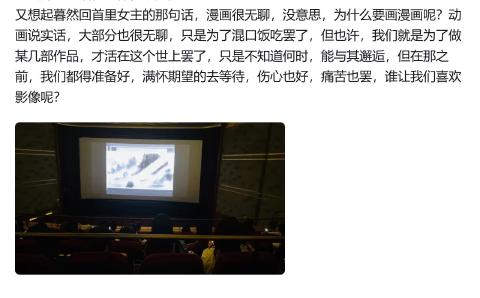 又想起暮然回首里女主的那句话，漫画很无聊，没意思，为什么要画漫画呢？动
画说实话，大部分也很无聊，只是为了混口饭吃罢了，但也许，我们就是为了做
某几部作品，才活在这个世上罢了，只是不知道何时，能与其邂逅，但在那之
前，我们都得准备好，满怀期望的去等待，伤心也好，痛苦也罢，谁让我们喜欢
影像呢？